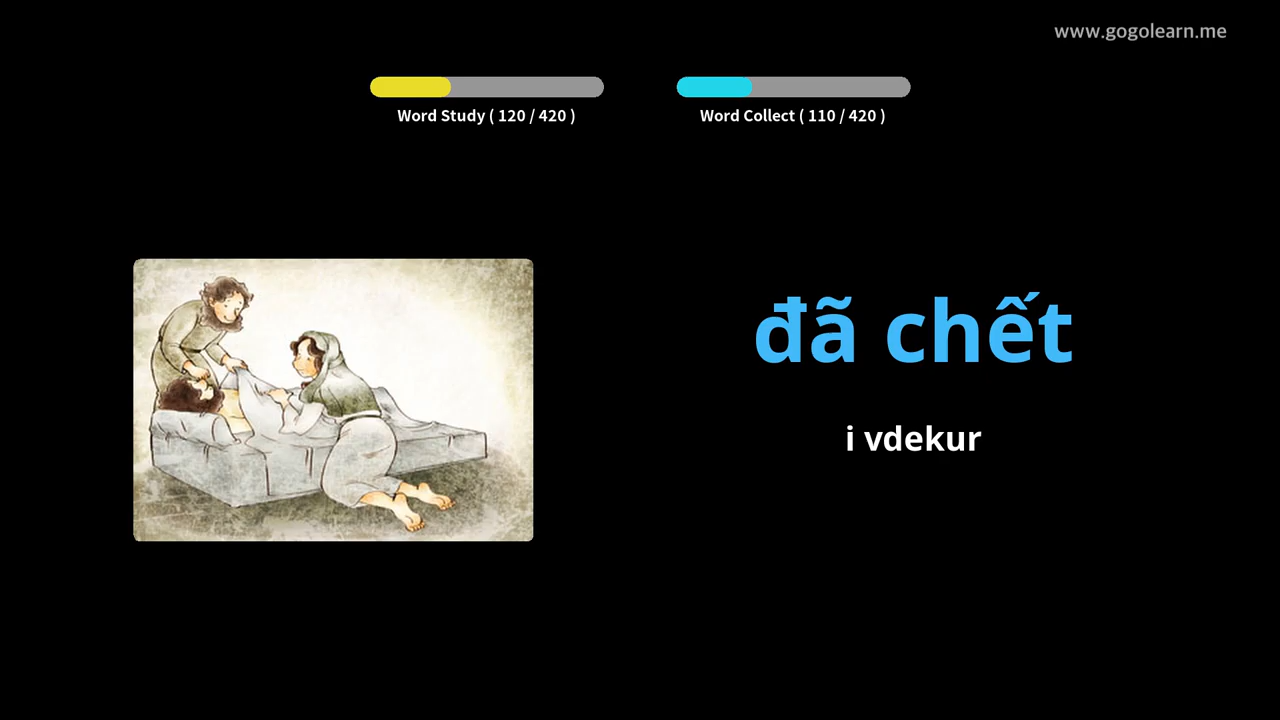 www.gogolearn.me
Word Study ( 120 / 420 )
Word Collect ( 110 / 420 )
đã chết
i vdekur